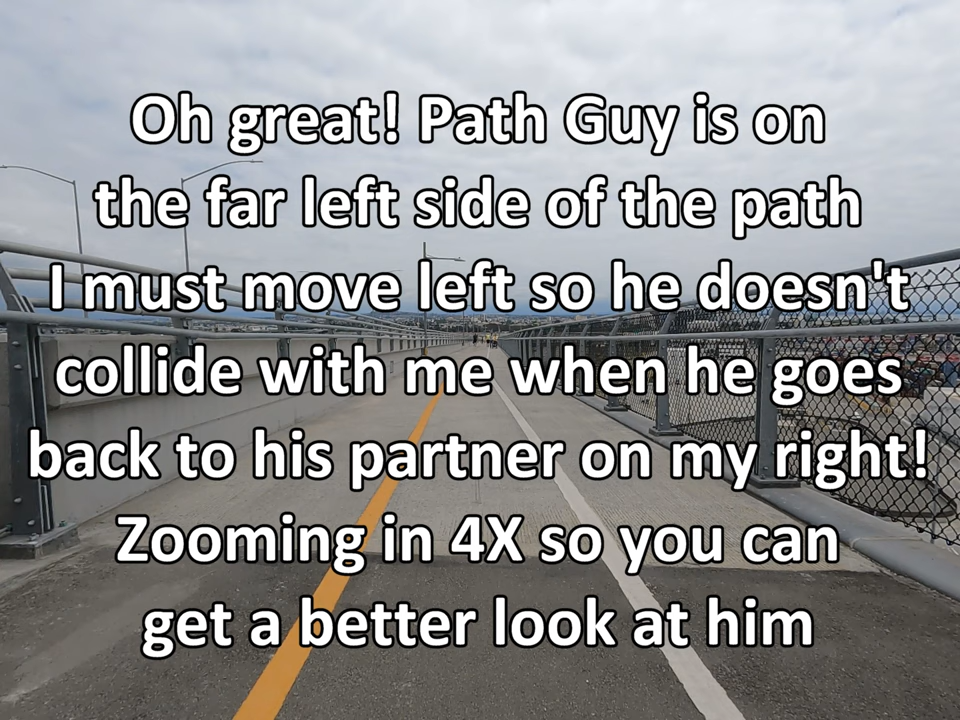 Oh great! Path Guy is on
the far left side of the path
I must move left so he doesn't
collide with me when he goes
back to his partner on my right!
Zooming in 4X so you can
get a better look at him